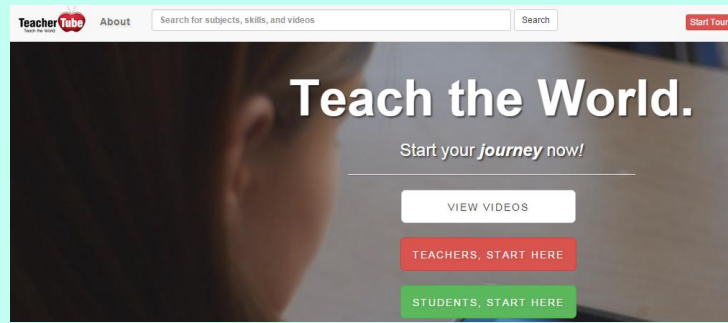 TeacherTube
Teach the World
About
Search for subjects, skills, and videos
Search
Start Tour
Teach the World.
Start your journey now!
VIEW VIDEOS
TEACHERS, START HERE
STUDENTS, START HERE